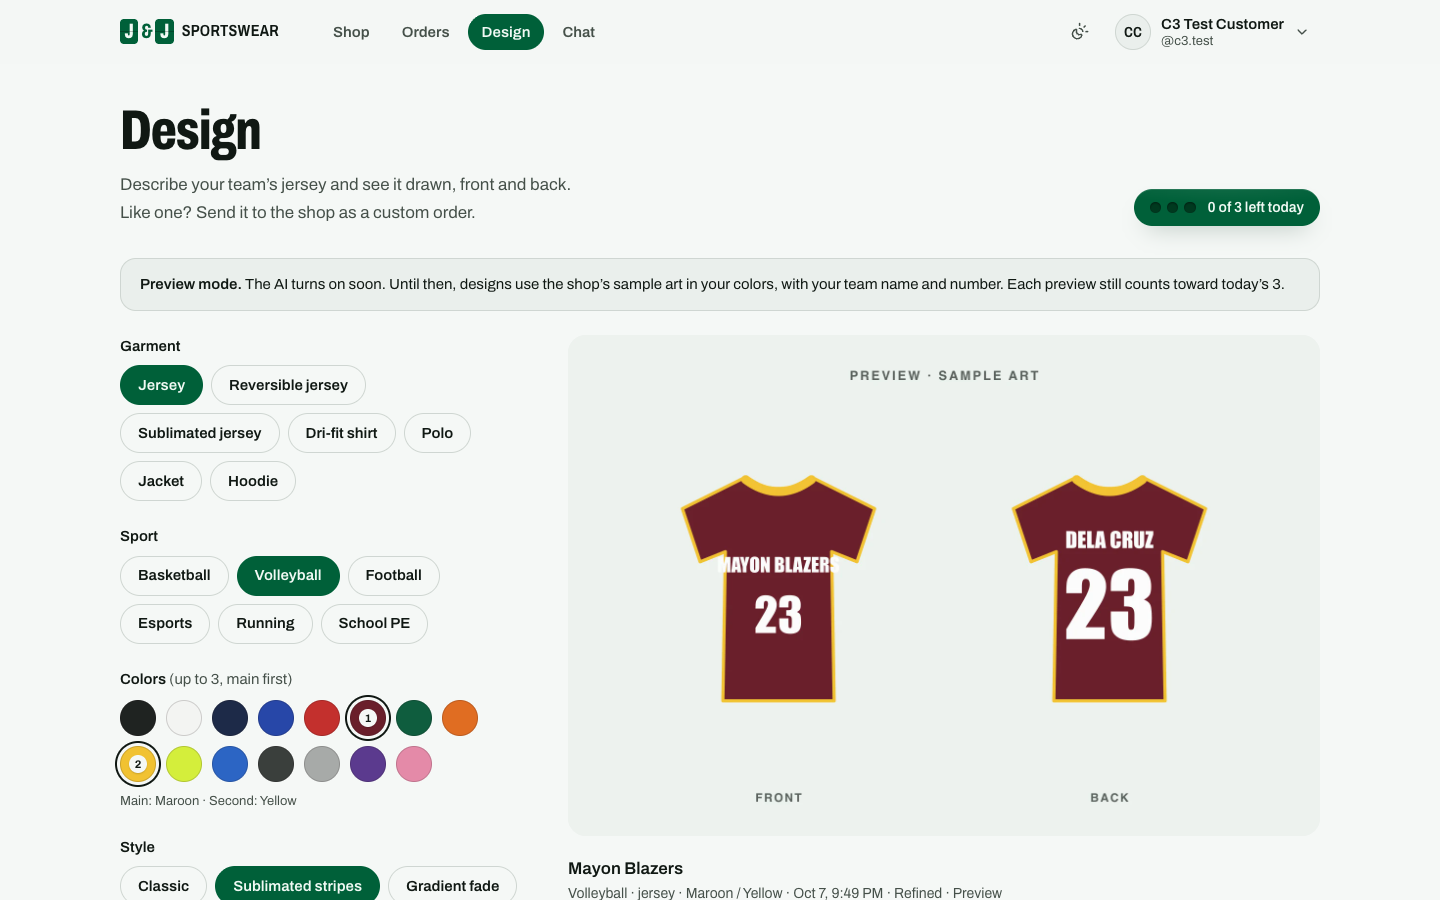 J & J SPORTSWEAR
Shop
Orders
Design
Chat
CC
C3 Test Customer
@c3.test
Design
Describe your team's jersey and see it drawn, front and back.
Like one? Send it to the shop as a custom order.
0 of 3 left today
Preview mode. The AI turns on soon. Until then, designs use the shop's sample art in your colors, with your team name and number. Each preview still counts toward today's 3.
Garment
Jersey
Reversible jersey
Sublimated jersey
Dri-fit shirt
Polo
Jacket
Hoodie
Sport
Basketball
Volleyball
Football
Esports
Running
School PE
Colors (up to 3, main first)
1
2
Main: Maroon · Second: Yellow
Style
Classic
Sublimated stripes
Gradient fade
PREVIEW · SAMPLE ART
MAYON BLAZERS
23
DELA CRUZ
23
FRONT
BACK
Mayon Blazers
Volleyball · jersey · Maroon / Yellow · Oct 7, 9:49 PM · Refined · Preview